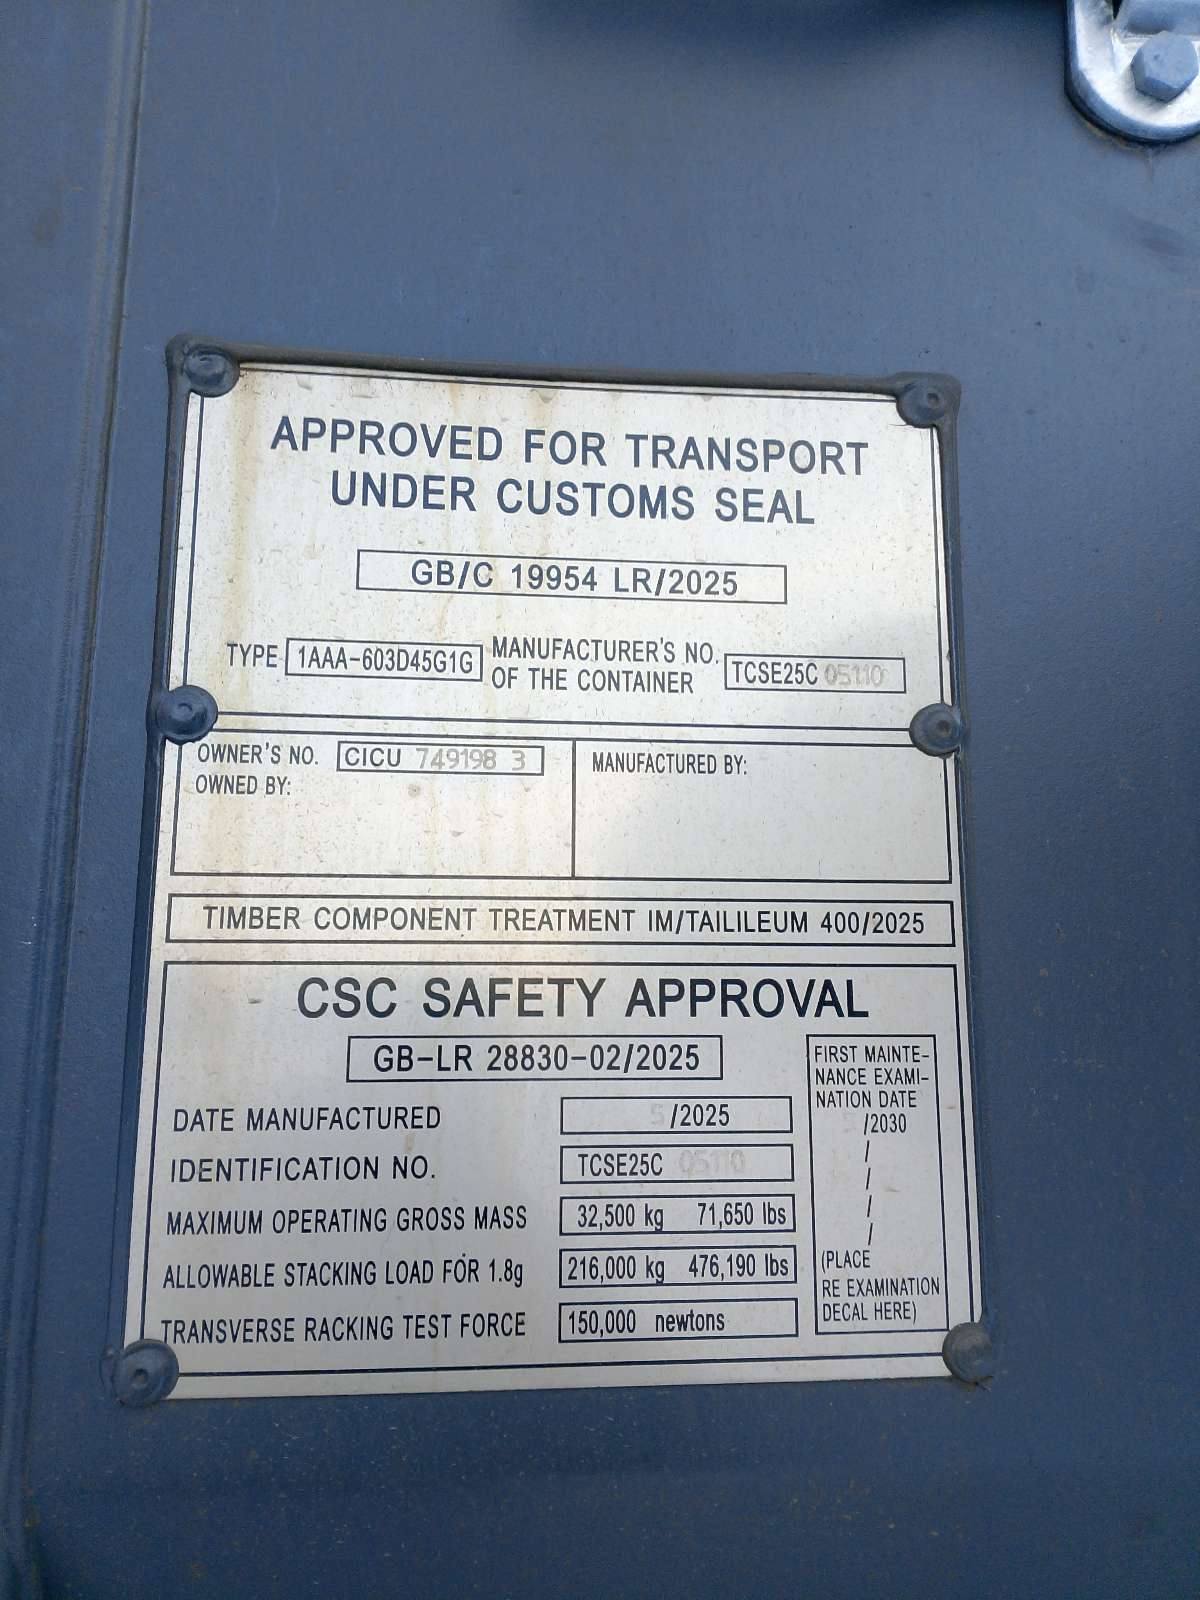 APPROVED FOR TRANSPORT
UNDER CUSTOMS SEAL
GB/C 19954 LR/2025
TYPE 1AAA-603D45G1G
MANUFACTURER'S NO.
OF THE CONTAINER
TCSE25C 05110
OWNER'S NO. CICU 749198 3
OWNED BY:
MANUFACTURED BY:
TIMBER COMPONENT TREATMENT IM/TAILILEUM 400/2025
CSC SAFETY APPROVAL
GB-LR 28830-02/2025
DATE MANUFACTURED 5/2025
IDENTIFICATION NO. TCSE25C 05110
MAXIMUM OPERATING GROSS MASS 32,500 kg 71,650 lbs
ALLOWABLE STACKING LOAD FOR 1.8g 216,000 kg 476,190 lbs
TRANSVERSE RACKING TEST FORCE 150,000 newtons
FIRST MAINTE-
NANCE EXAMI-
NATION DATE
/2030
/
/
/
/
(PLACE
RE EXAMINATION
DECAL HERE)